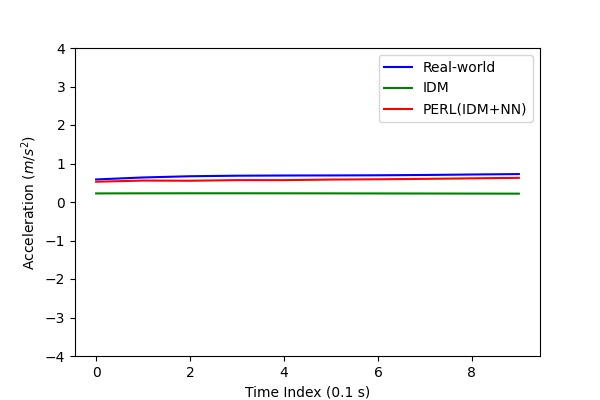 Real-world
IDM
PERL(IDM+NN)
4
3
2
1
0
−1
−2
−3
−4
Acceleration (m/s²)
0 2 4 6 8
Time Index (0.1 s)